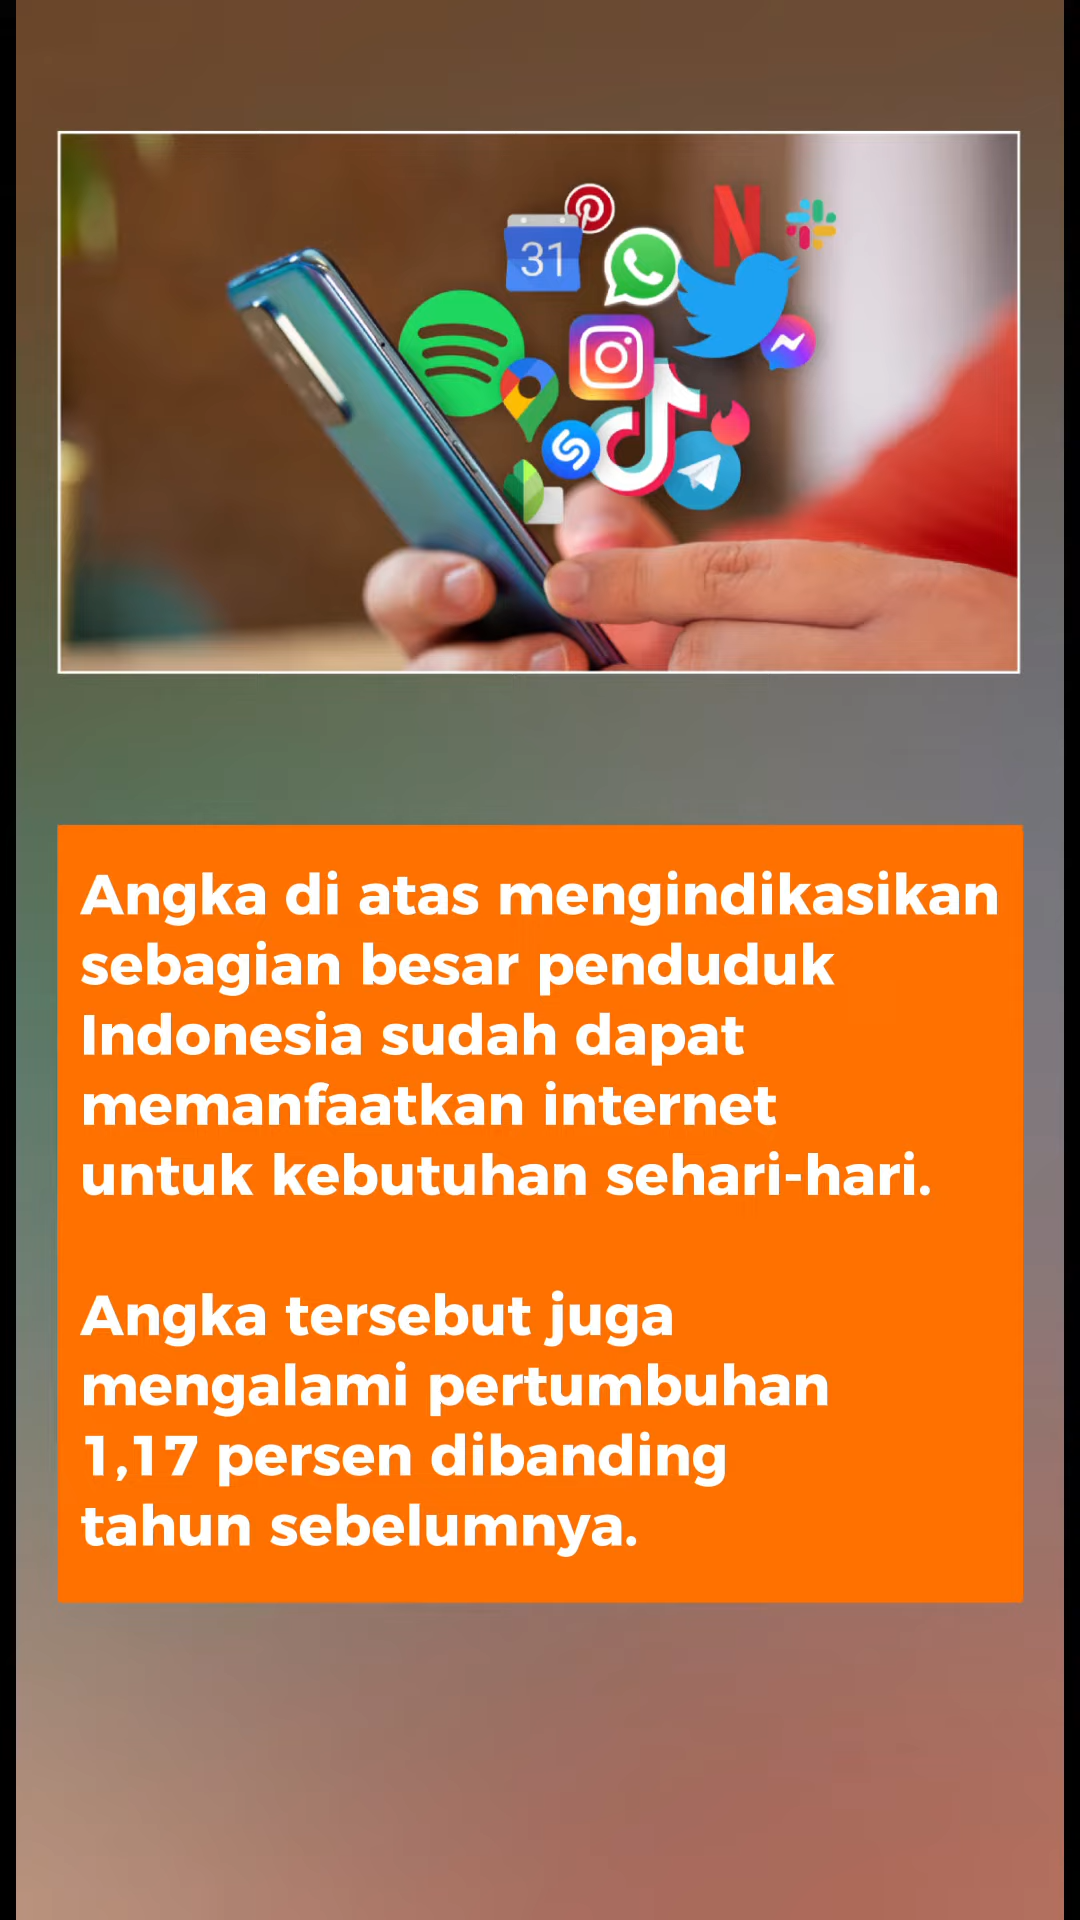 31
Angka di atas mengindikasikan
sebagian besar penduduk
Indonesia sudah dapat
memanfaatkan internet
untuk kebutuhan sehari-hari.
Angka tersebut juga
mengalami pertumbuhan
1,17 persen dibanding
tahun sebelumnya.